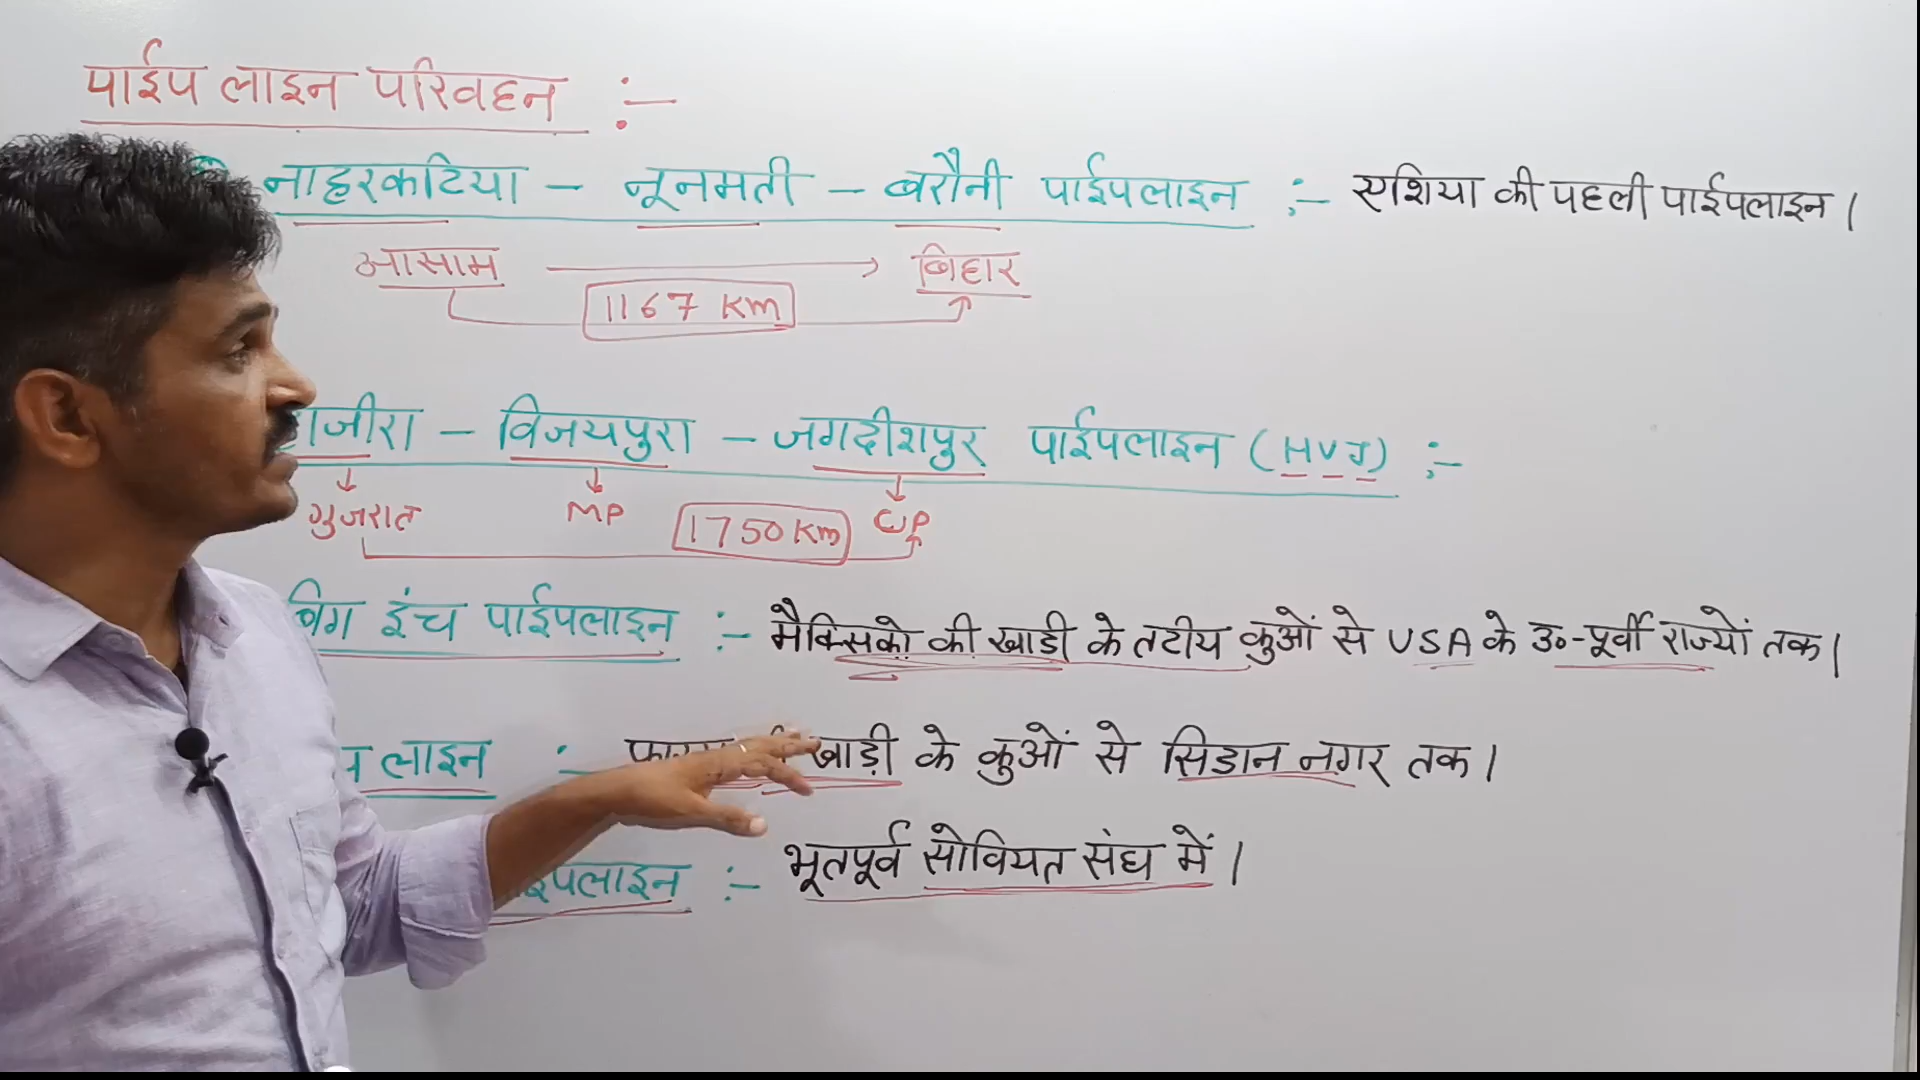 पाईप लाइन परिवहन :-
नाहरकटिया - नूनमती - बरौनी पाईपलाइन :- एशिया की पहली पाईपलाइन।
आसाम → बिहार
1167 Km
हाजीरा - विजयपुरा - जगदीशपुर पाईपलाइन (HVJ) :-
गुजरात MP 1750 Km UP
बिग इंच पाईपलाइन :- मैक्सिको की खाड़ी के तटीय कुओं से USA के उ०-पूर्वी राज्यों तक।
लाइन :- खाड़ी के कुओं से सिडान नगर तक।
पाईपलाइन :- भूतपूर्व सोवियत संघ में।